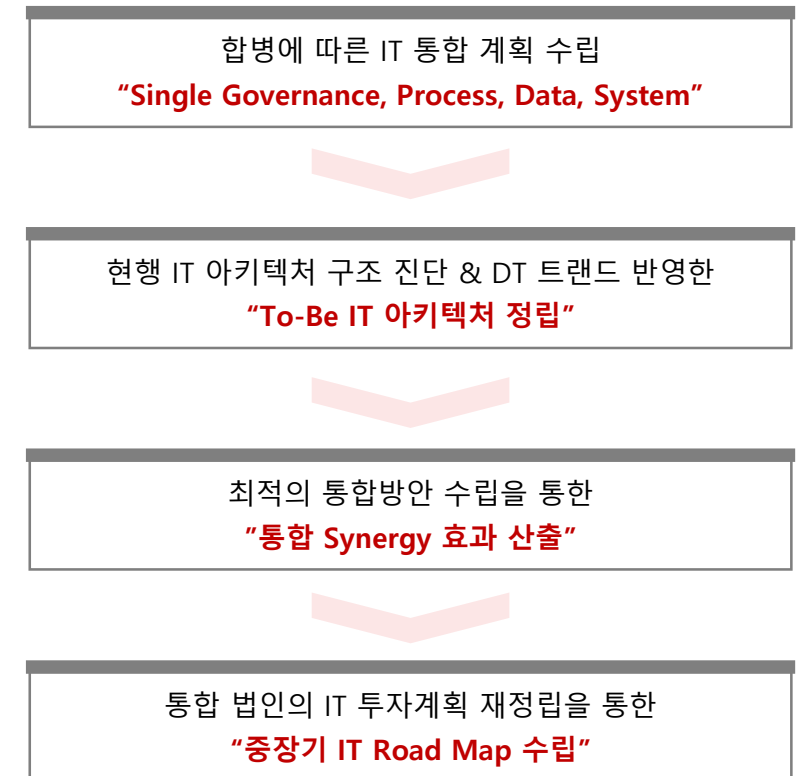 합병에 따른 IT 통합 계획 수립
“Single Governance, Process, Data, System”
현행 IT 아키텍처 구조 진단 & DT 트랜드 반영한
“To-Be IT 아키텍처 정립”
최적의 통합방안 수립을 통한
”통합 Synergy 효과 산출”
통합 법인의 IT 투자계획 재정립을 통한
“중장기 IT Road Map 수립”